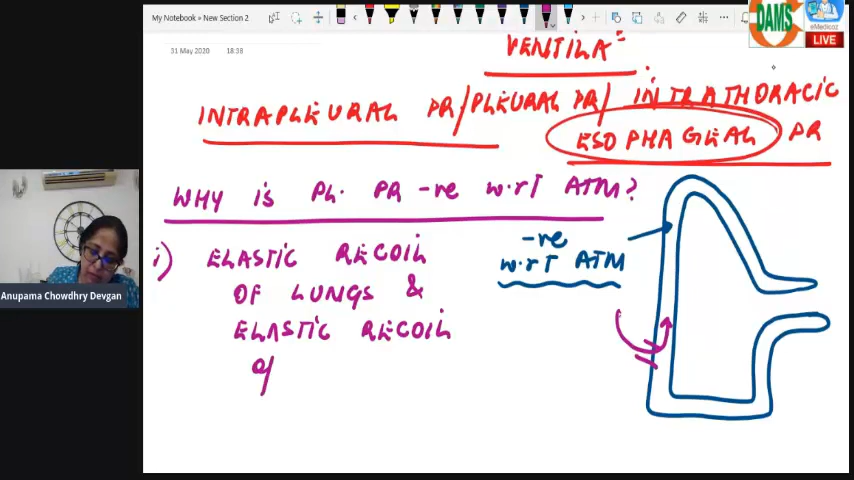 My Notebook » New Section 2
DAMS
eMedicoz
LIVE
31 May 2020 18:38
VENTILAⁿ
INTRAPLEURAL PR/PLEURAL PR/INTRATHORACIC
ESOPHAGEAL PR
WHY IS PL. PR -ve w.r.T ATM?
-ve
w.r.T ATM
i) ELASTIC RECOIL
OF LUNGS &
ELASTIC RECOIL
of
Anupama Chowdhry Devgan